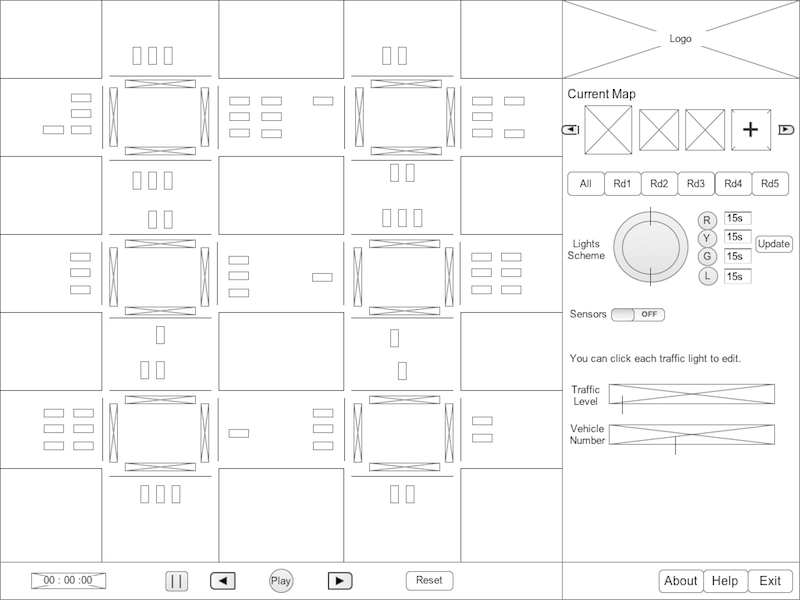 Logo
Current Map
All Rd1 Rd2 Rd3 Rd4 Rd5
Lights
Scheme
R 15s
Y 15s
G 15s
L 15s
Update
Sensors OFF
You can click each traffic light to edit.
Traffic
Level
Vehicle
Number
00 : 00 :00 Play Reset About Help Exit